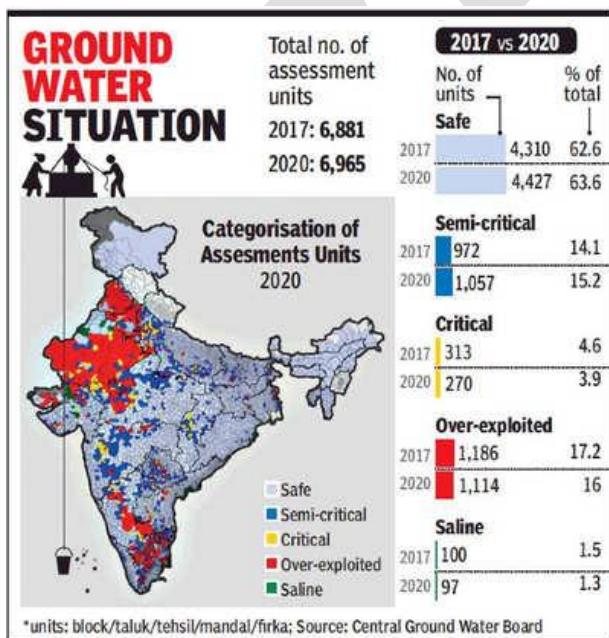 GROUND
WATER
SITUATION
Total no. of
assessment
units
2017: 6,881
2020: 6,965
2017 vs 2020
No. of
units
% of
total
Safe
2017 4,310 62.6
2020 4,427 63.6
Semi-critical
2017 972 14.1
2020 1,057 15.2
Critical
2017 313 4.6
2020 270 3.9
Over-exploited
2017 1,186 17.2
2020 1,114 16
Saline
2017 100 1.5
2020 97 1.3
Categorisation of
Assesments Units
2020
Safe
Semi-critical
Critical
Over-exploited
Saline
*units: block/taluk/tehsil/mandal/firka; Source: Central Ground Water Board